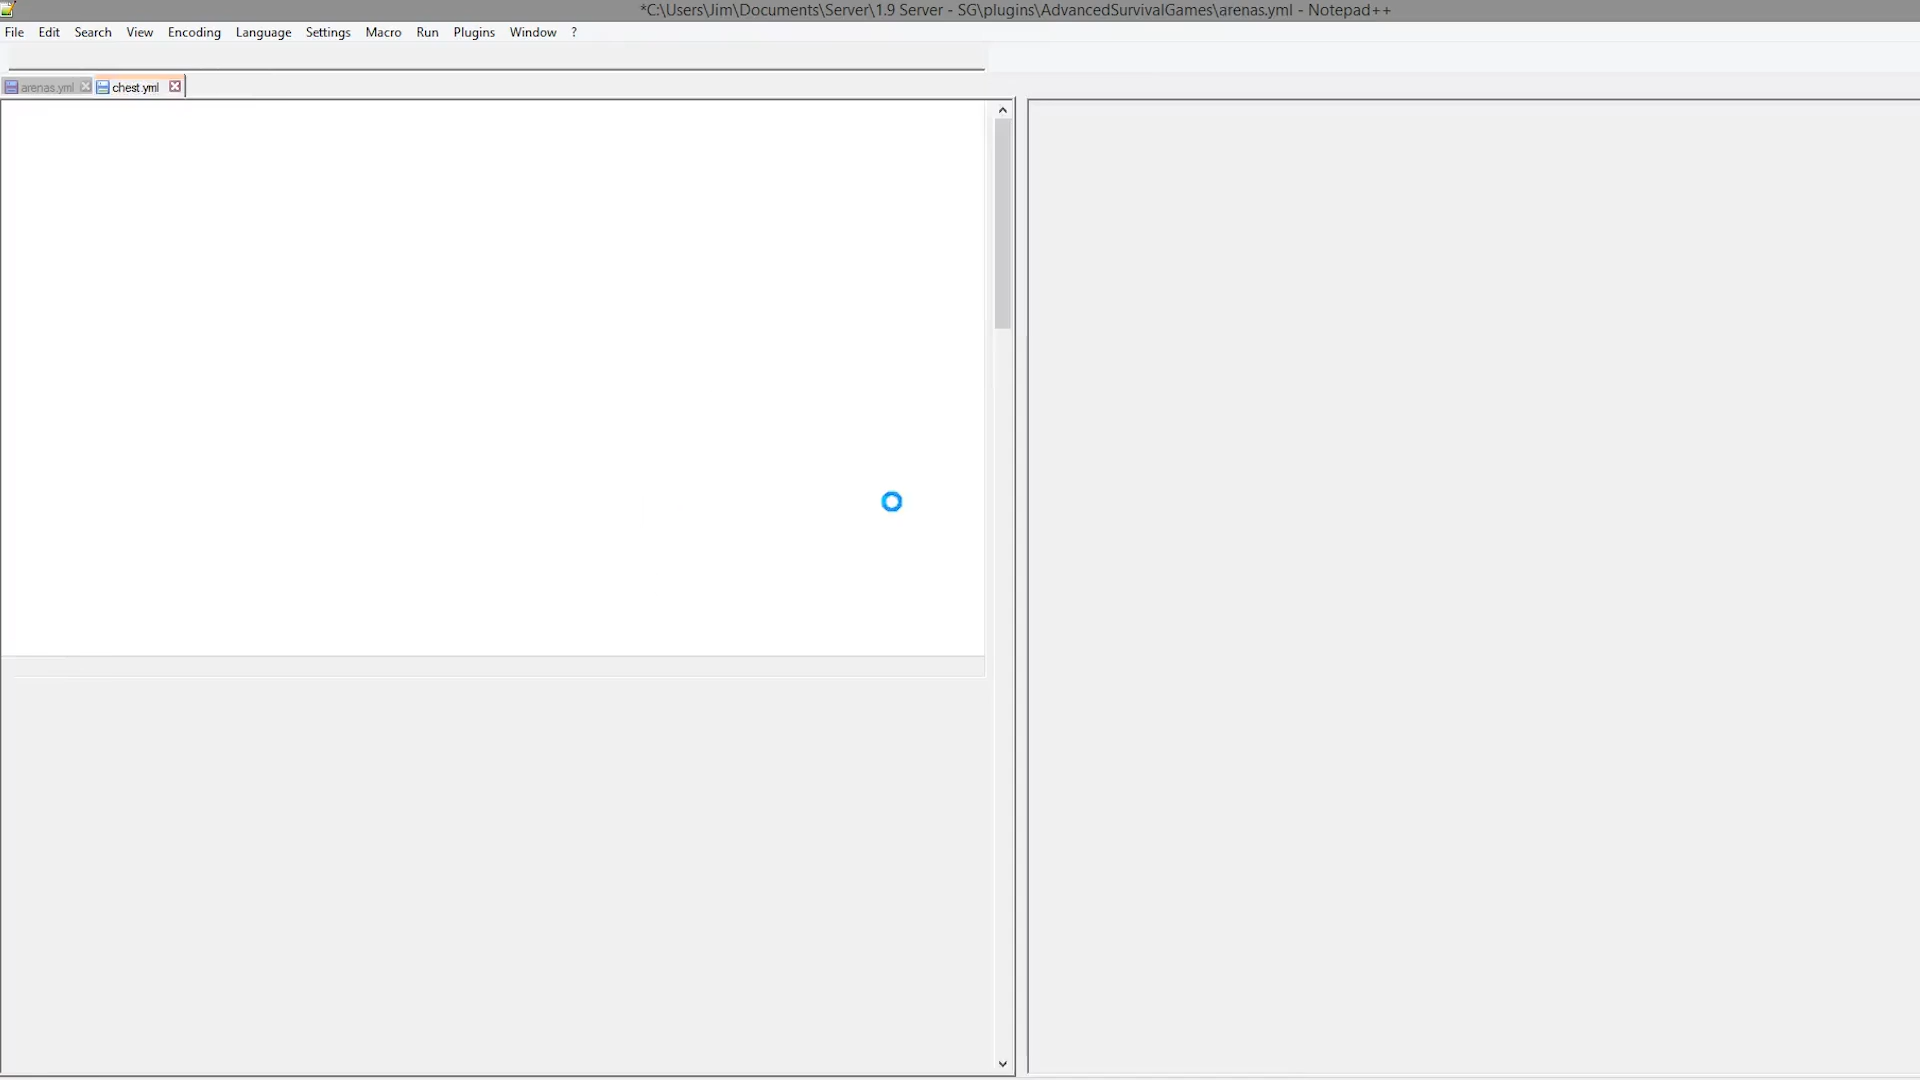 *C:\Users\Jim\Documents\Server\1.9 Server - SG\plugins\AdvancedSurvivalGames\arenas.yml - Notepad++
File Edit Search View Encoding Language Settings Macro Run Plugins Window ?
arenas.yml chest.yml